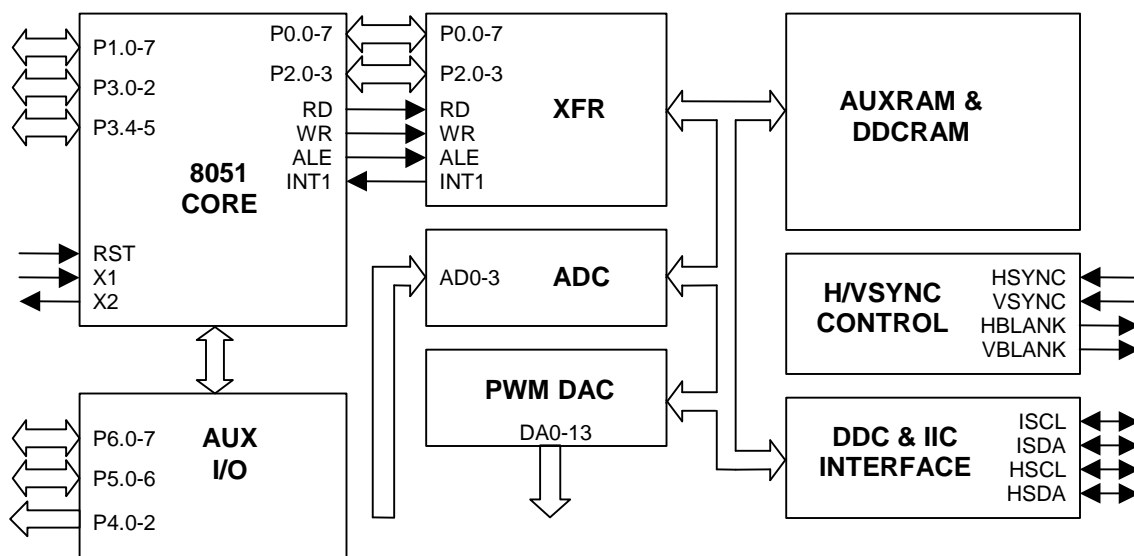 P1.0-7
P3.0-2
P3.4-5
8051
CORE
RST
X1
X2
P0.0-7
P2.0-3
RD
WR
ALE
INT1
P0.0-7
P2.0-3
RD
WR
ALE
INT1
XFR
AUXRAM &
DDCRAM
AD0-3
ADC
H/VSYNC
CONTROL
HSYNC
VSYNC
HBLANK
VBLANK
PWM DAC
DA0-13
AUX
I/O
P6.0-7
P5.0-6
P4.0-2
DDC & IIC
INTERFACE
ISCL
ISDA
HSCL
HSDA